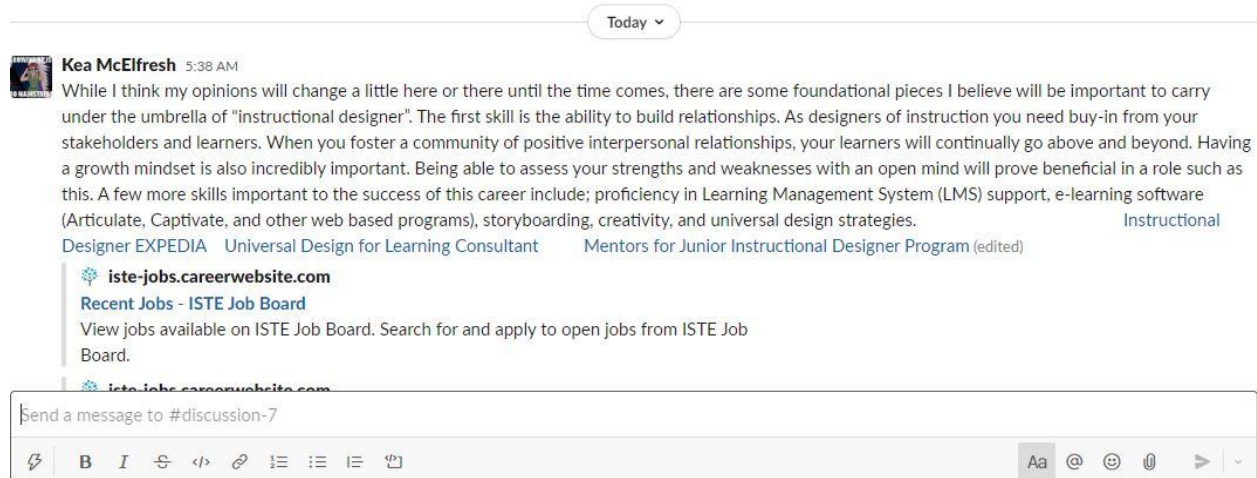 Today
Kea McElfresh 5:38 AM
While I think my opinions will change a little here or there until the time comes, there are some foundational pieces I believe will be important to carry
under the umbrella of “instructional designer”. The first skill is the ability to build relationships. As designers of instruction you need buy-in from your
stakeholders and learners. When you foster a community of positive interpersonal relationships, your learners will continually go above and beyond. Having
a growth mindset is also incredibly important. Being able to assess your strengths and weaknesses with an open mind will prove beneficial in a role such as
this. A few more skills important to the success of this career include; proficiency in Learning Management System (LMS) support, e-learning software
(Articulate, Captivate, and other web based programs), storyboarding, creativity, and universal design strategies. Instructional
Designer EXPEDIA Universal Design for Learning Consultant Mentors for Junior Instructional Designer Program (edited)
iste-jobs.careerwebsite.com
Recent Jobs - ISTE Job Board
View jobs available on ISTE Job Board. Search for and apply to open jobs from ISTE Job
Board.
iste-jobs.careerwebsite.com
Send a message to #discussion-7
B I S </> Aa @